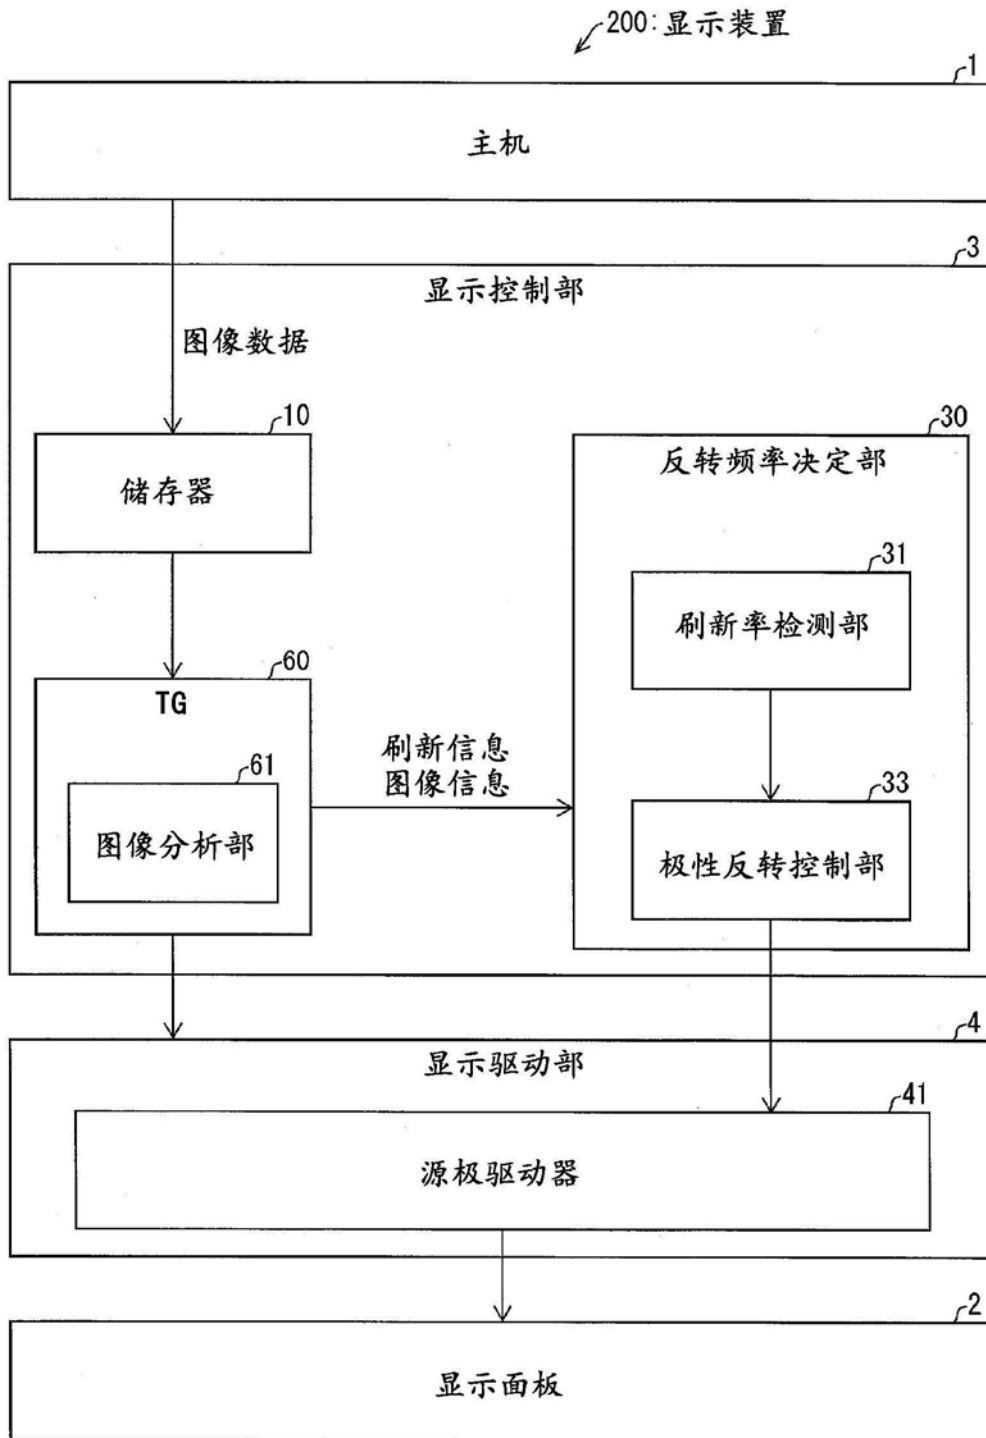 200:显示装置
1
主机
3
显示控制部
图像数据
10
储存器
30
反转频率决定部
31
刷新率检测部
60
TG
61
图像分析部
刷新信息
图像信息
33
极性反转控制部
4
显示驱动部
41
源极驱动器
2
显示面板